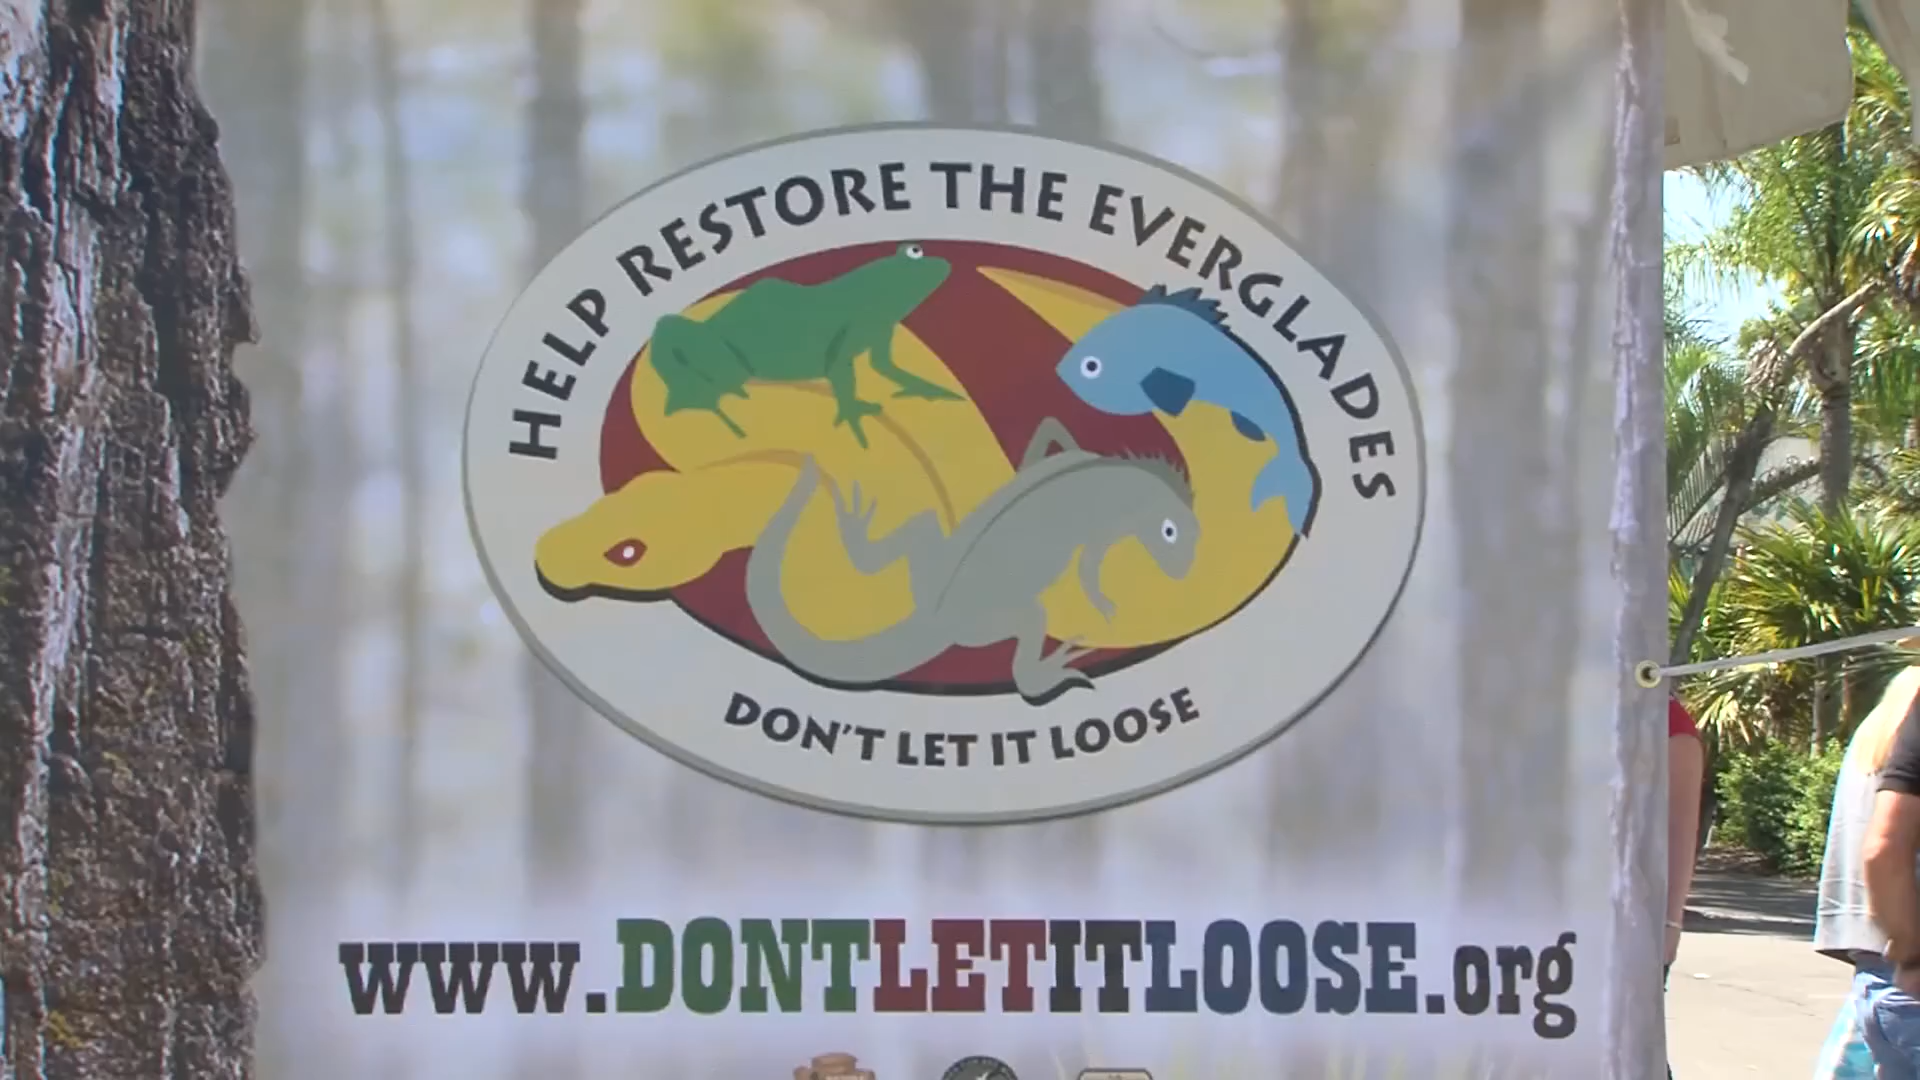 HELP RESTORE THE EVERGLADES
DON'T LET IT LOOSE
www.DONTLETITLOOSE.org